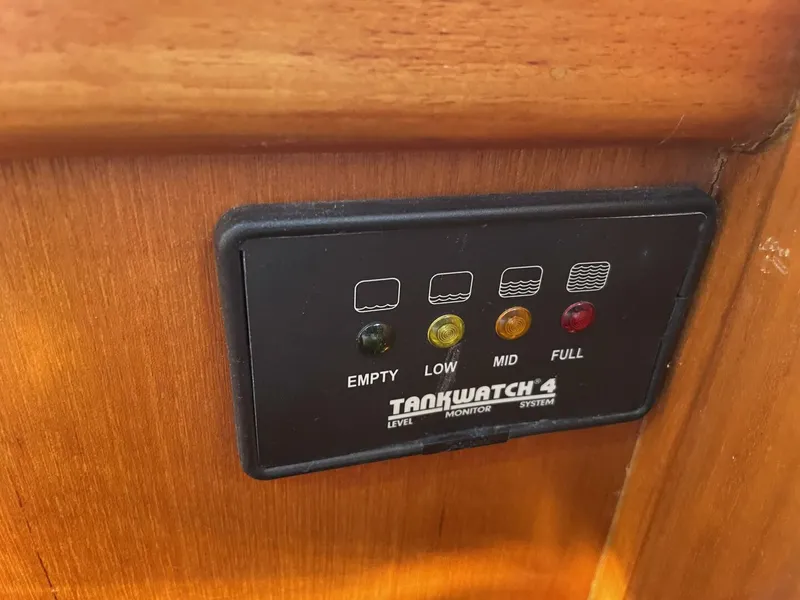 EMPTY LOW MID FULL
TANKWATCH® 4
LEVEL MONITOR SYSTEM